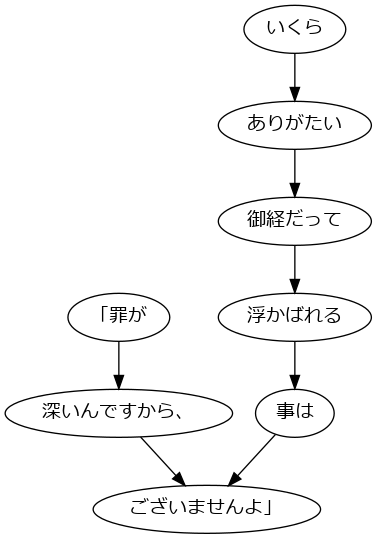 いくら
ありがたい
御経だって
「罪が
浮かばれる
深いんですから、
事は
ございませんよ」